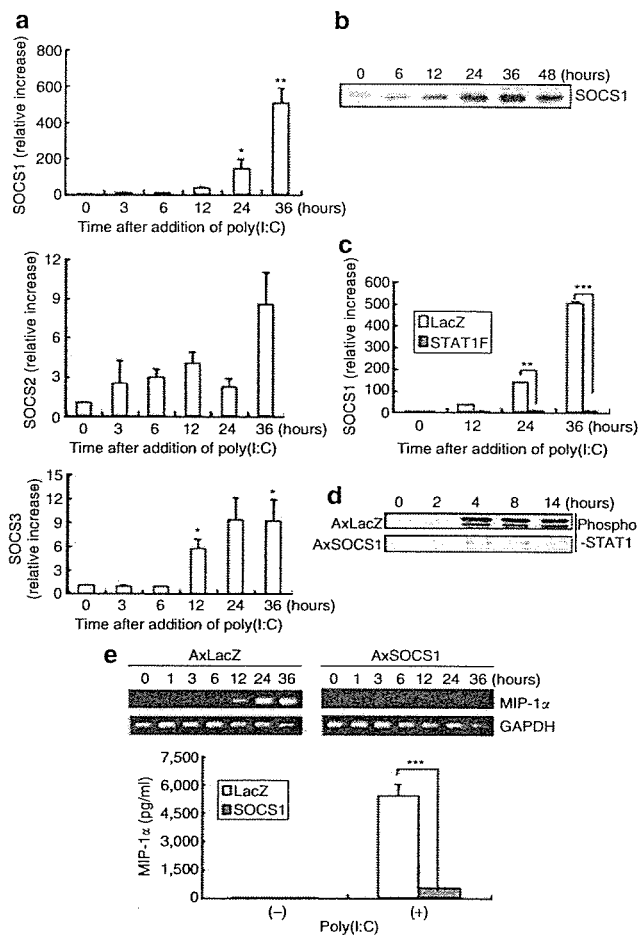 a
800
600
400
200
0
SOCS1 (relative increase)
*
**
0 3 6 12 24 36 (hours)
Time after addition of poly(I:C)
12
9
6
3
0
SOCS2 (relative increase)
0 3 6 12 24 36 (hours)
Time after addition of poly(I:C)
15
12
9
6
3
0
SOCS3
(relative increase)
*
*
0 3 6 12 24 36 (hours)
Time after addition of poly(I:C)
b
0 6 12 24 36 48 (hours)
SOCS1
c
600
500
400
300
200
100
0
SOCS1 (relative increase)
LacZ
STAT1F
**
***
0 12 24 36 (hours)
Time after addition of poly(I:C)
d
0 2 4 8 14 (hours)
AxLacZ
AxSOCS1
Phospho
-STAT1
e
AxLacZ AxSOCS1
0 1 3 6 12 24 36 0 1 3 6 12 24 36 (hours)
MIP-1α
GAPDH
7,500
6,000
4,500
3,000
1,500
0
MIP-1α (pg/ml)
LacZ
SOCS1
***
(−) (+)
Poly(I:C)